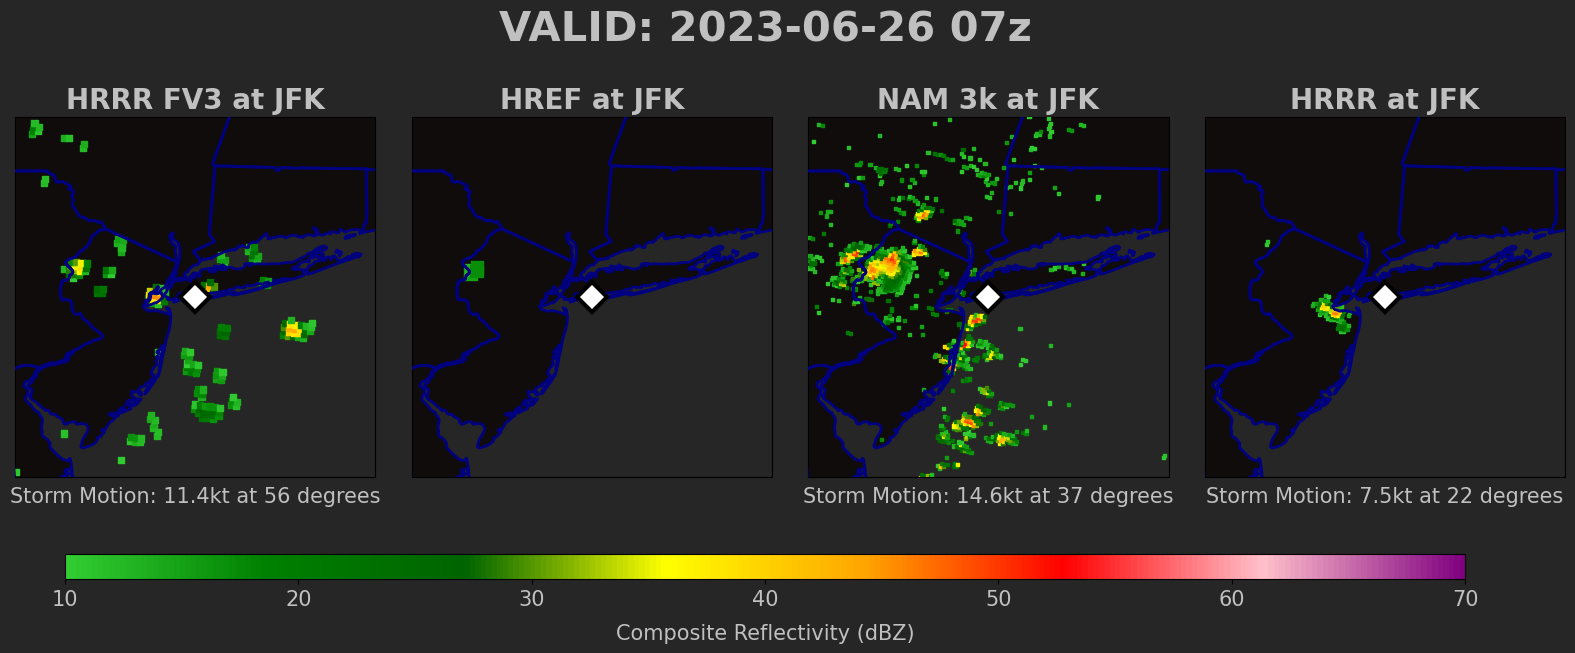 VALID: 2023-06-26 07z
HRRR FV3 at JFK
HREF at JFK
NAM 3k at JFK
HRRR at JFK
Storm Motion: 11.4kt at 56 degrees
Storm Motion: 14.6kt at 37 degrees
Storm Motion: 7.5kt at 22 degrees
10 20 30 40 50 60 70
Composite Reflectivity (dBZ)